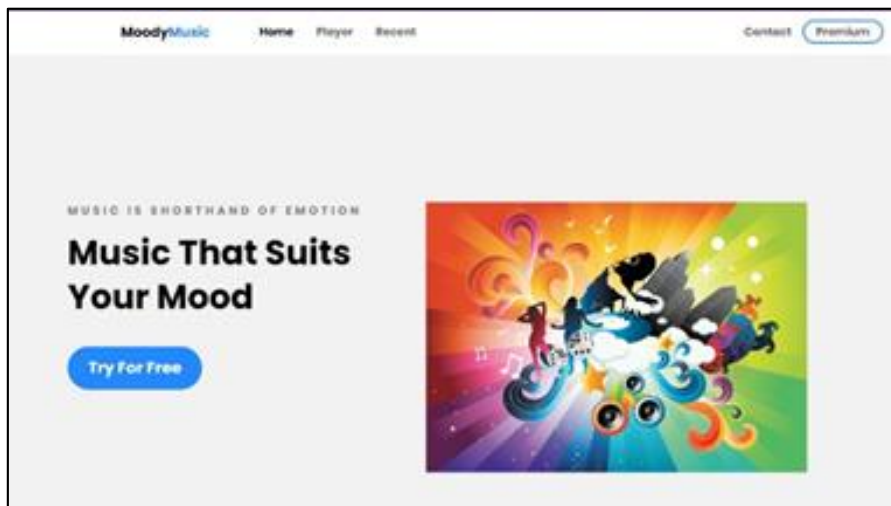 MoodyMusic Home Player Recent Contact Premium
MUSIC IS SHORTHAND OF EMOTION
Music That Suits
Your Mood
Try For Free